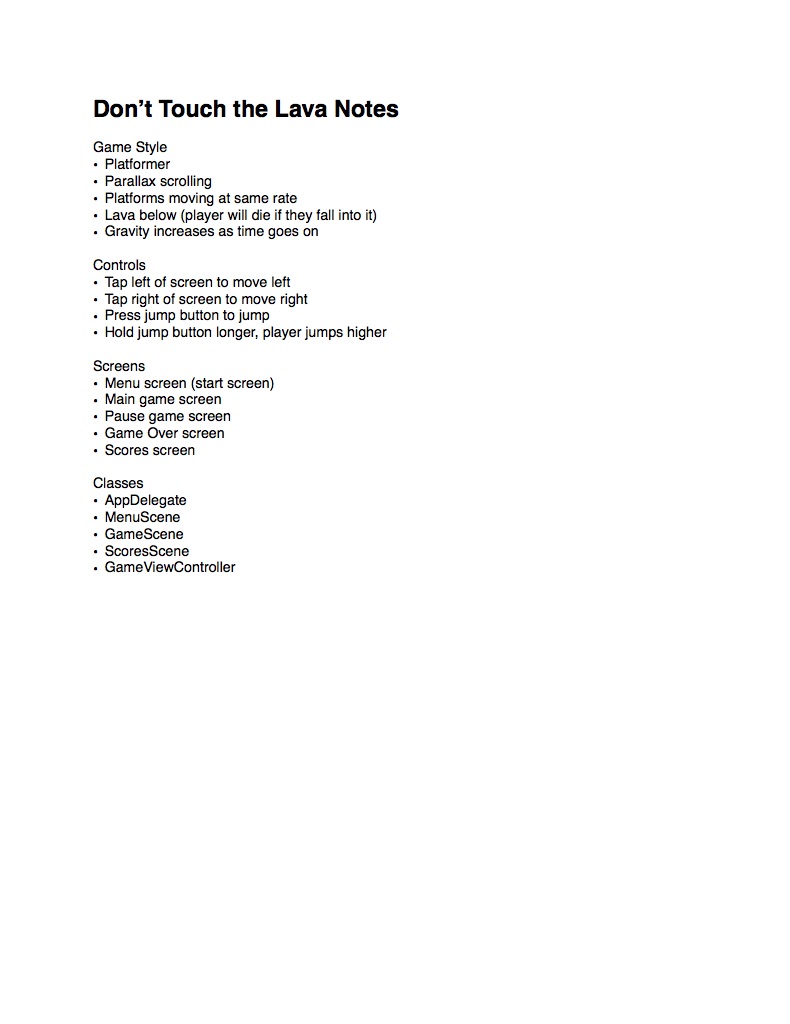 Don’t Touch the Lava Notes
Game Style
• Platformer
• Parallax scrolling
• Platforms moving at same rate
• Lava below (player will die if they fall into it)
• Gravity increases as time goes on
Controls
• Tap left of screen to move left
• Tap right of screen to move right
• Press jump button to jump
• Hold jump button longer, player jumps higher
Screens
• Menu screen (start screen)
• Main game screen
• Pause game screen
• Game Over screen
• Scores screen
Classes
• AppDelegate
• MenuScene
• GameScene
• ScoresScene
• GameViewController